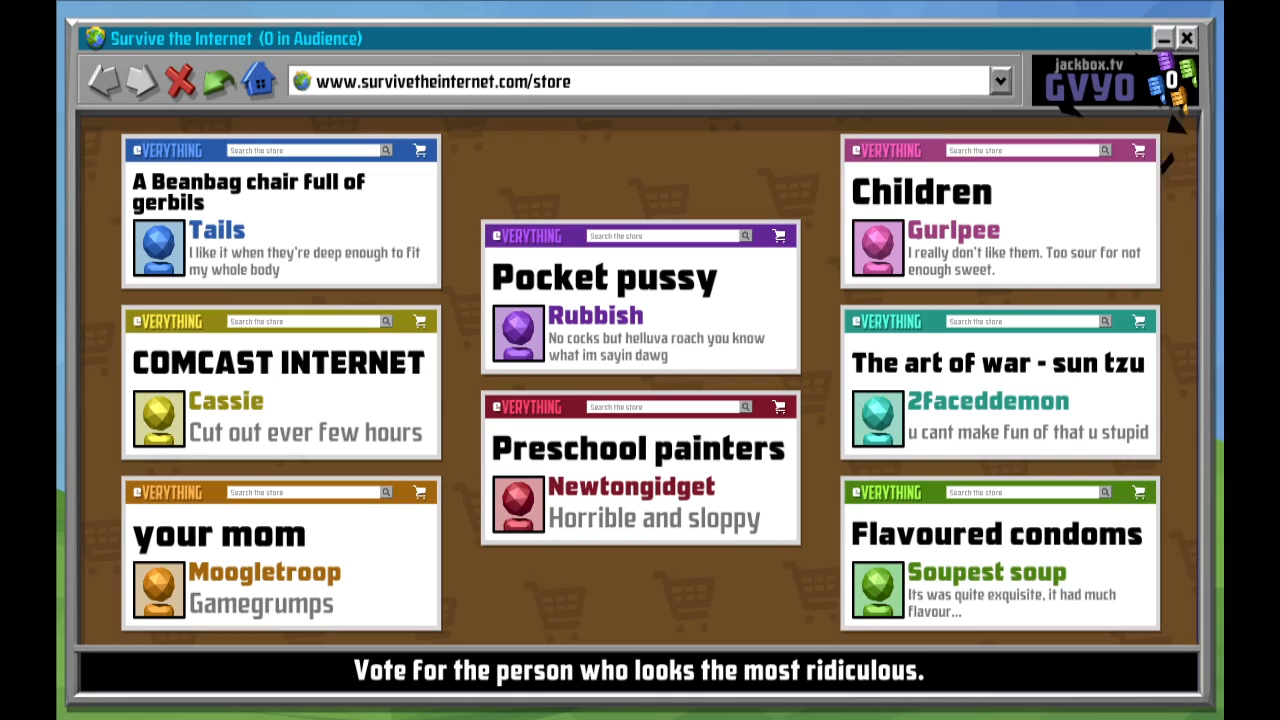 Survive the Internet (0 in Audience)
www.survivetheinternet.com/store
jackbox.tv
GVYO
0
eVERYTHING
Search the store
A Beanbag chair full of
gerbils
Tails
I like it when they're deep enough to fit
my whole body
eVERYTHING
Search the store
COMCAST INTERNET
Cassie
Cut out ever few hours
eVERYTHING
Search the store
your mom
Moogletroop
Gamegrumps
eVERYTHING
Search the store
Pocket pussy
Rubbish
No cocks but helluva roach you know
what im sayin dawg
eVERYTHING
Search the store
Preschool painters
Newtongidget
Horrible and sloppy
eVERYTHING
Search the store
Children
Gurlpee
I really don't like them. Too sour for not
enough sweet.
eVERYTHING
Search the store
The art of war - sun tzu
2faceddemon
u cant make fun of that u stupid
eVERYTHING
Search the store
Flavoured condoms
Soupest soup
Its was quite exquisite, it had much
flavour...
Vote for the person who looks the most ridiculous.